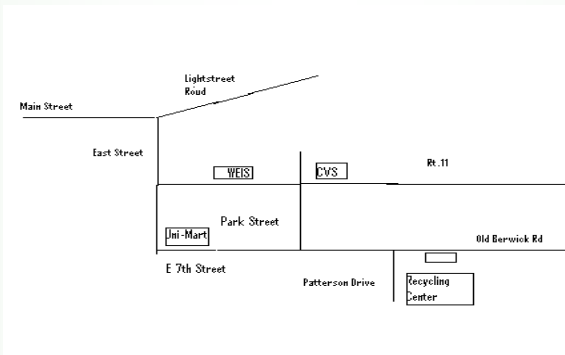 Lightstreet
Road
Main Street
East Street
WEIS
CVS
Rt.11
Park Street
Uni-Mart
Old Berwick Rd
E 7th Street
Patterson Drive
Recycling
Center